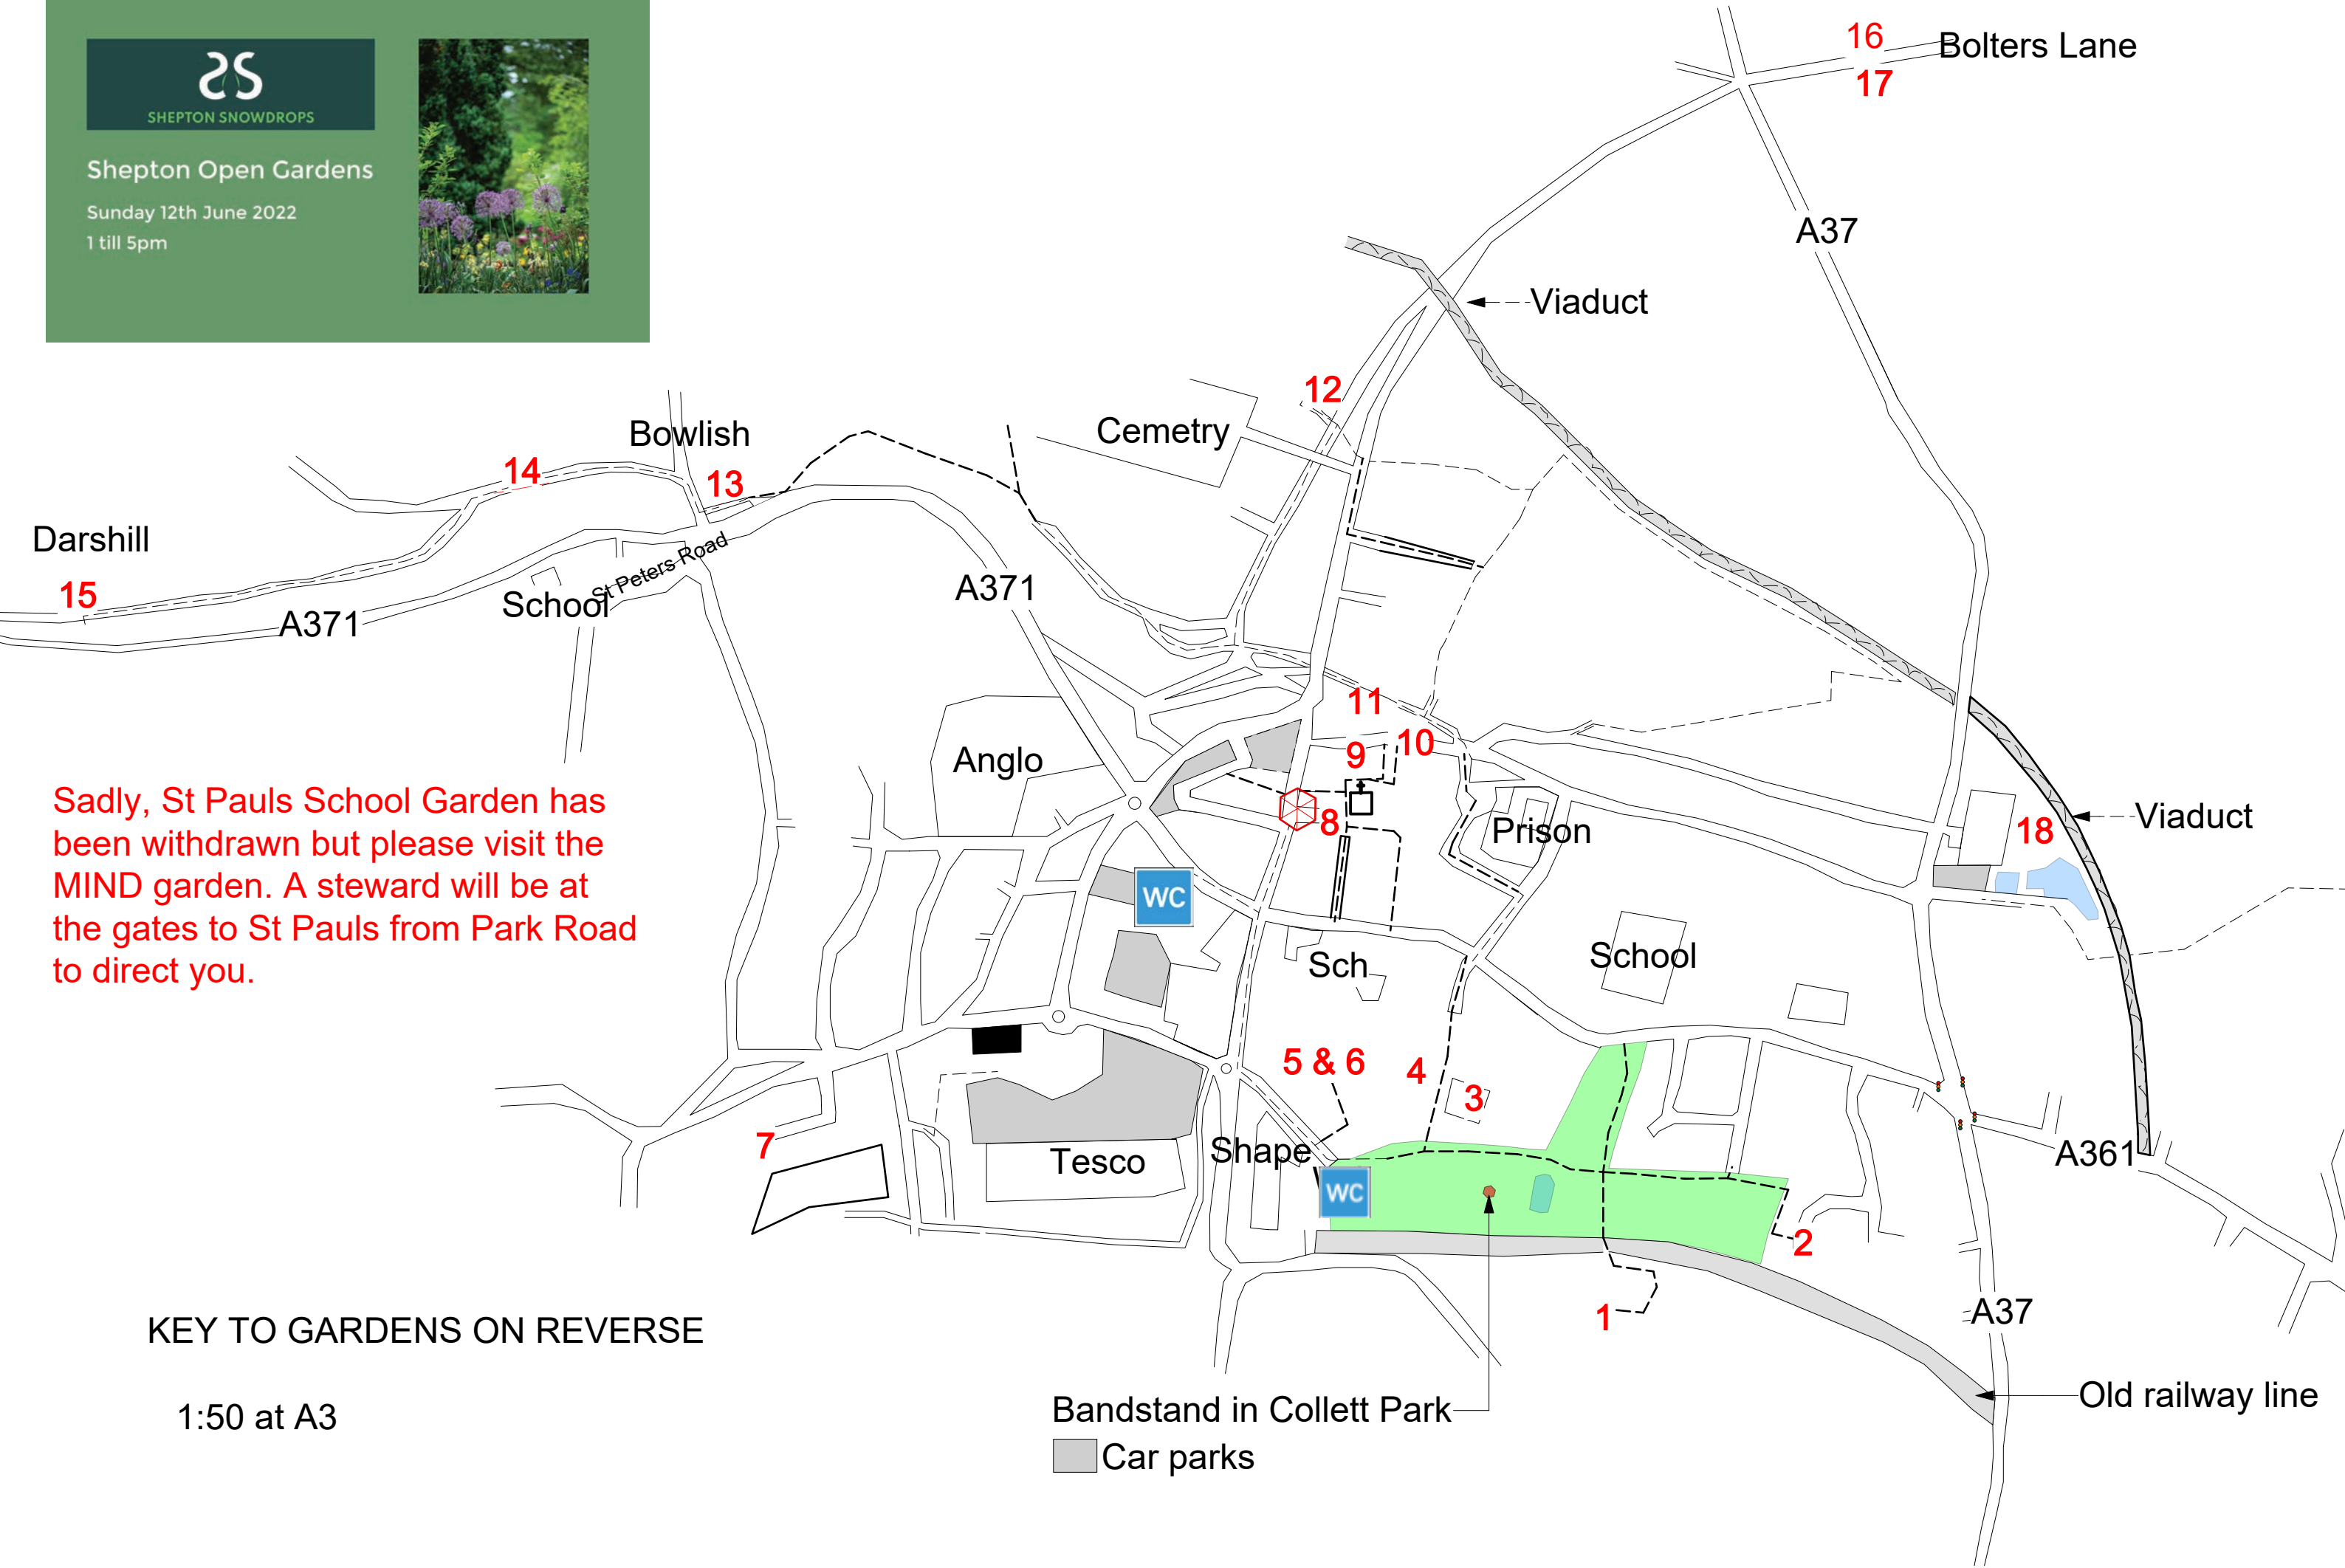 SS
SHEPTON SNOWDROPS
Shepton Open Gardens
Sunday 12th June 2022
1 till 5pm
16
Bolters Lane
17
A37
Viaduct
12
Cemetry
Bowlish
14
13
Darshill
15
A371
School
St Peters Road
A371
11
10
9
Anglo
8
Prison
18
Viaduct
Sadly, St Pauls School Garden has
been withdrawn but please visit the
MIND garden. A steward will be at
the gates to St Pauls from Park Road
to direct you.
WC
Sch
School
5 & 6
4
3
7
Tesco
Shape
WC
A361
2
1
A37
KEY TO GARDENS ON REVERSE
1:50 at A3
Bandstand in Collett Park
Old railway line
Car parks